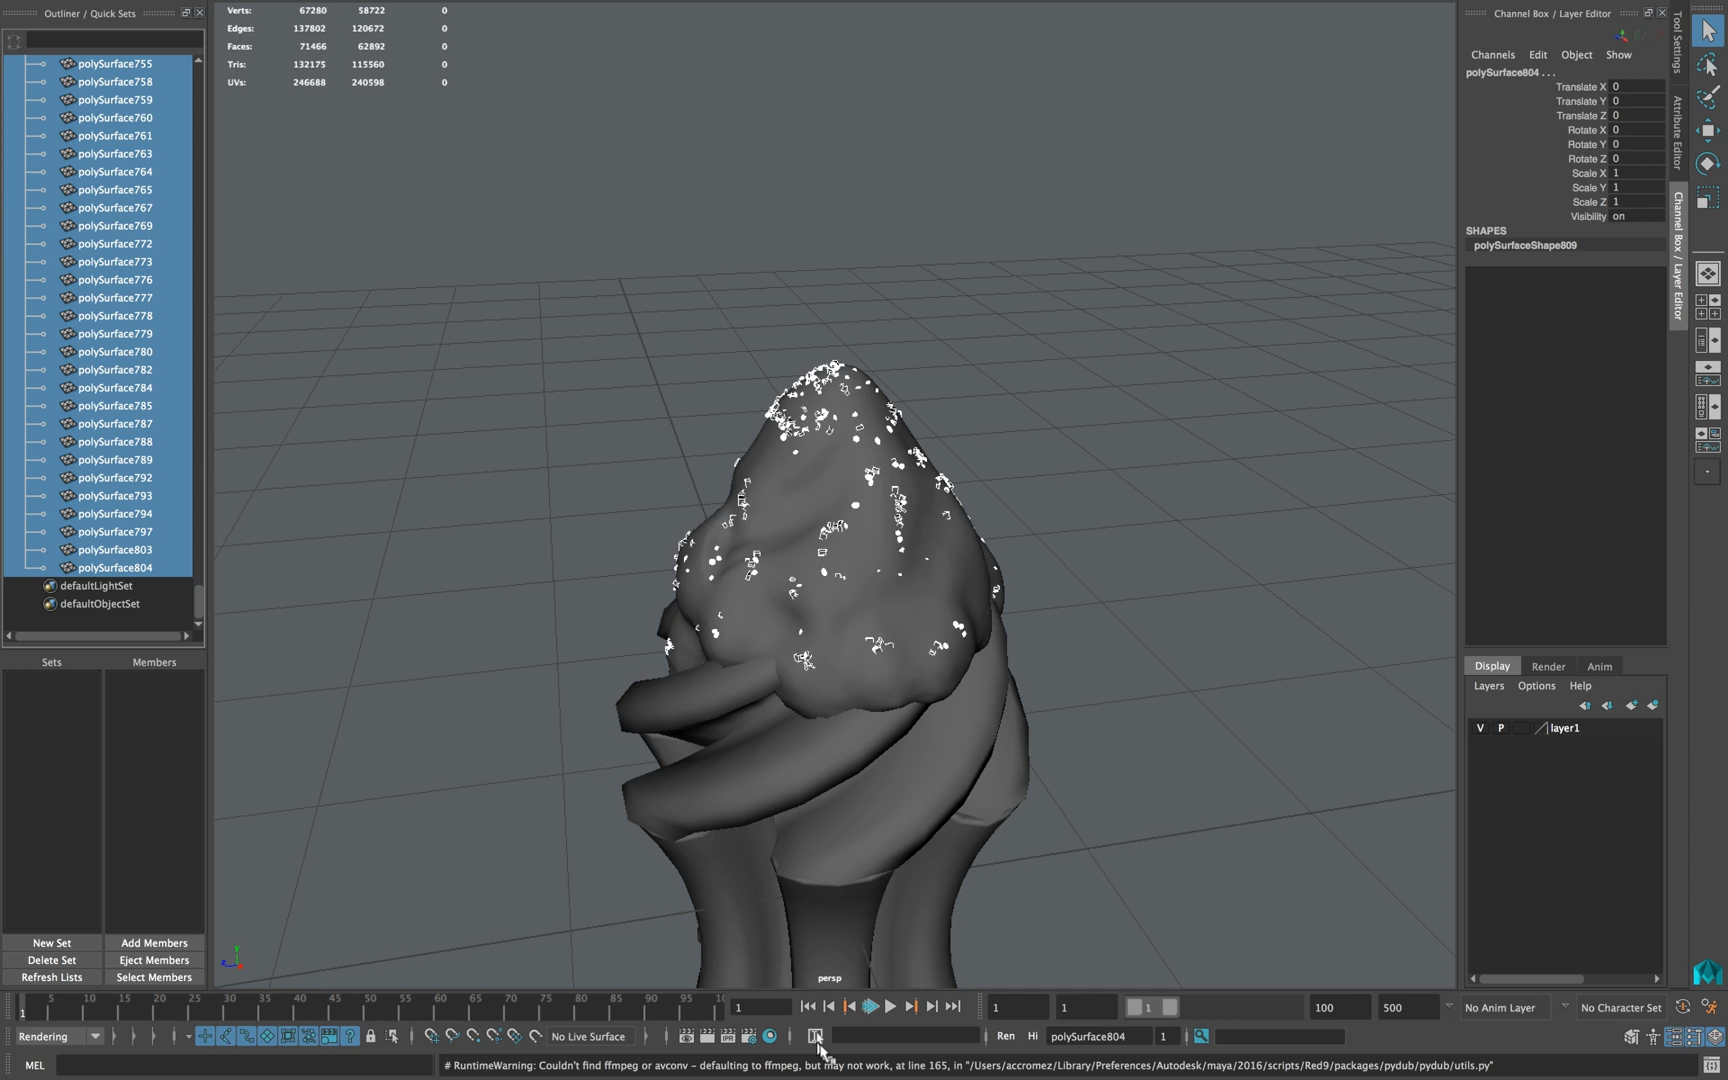 Outliner / Quick Sets
polySurface755
polySurface758
polySurface759
polySurface760
polySurface761
polySurface763
polySurface764
polySurface765
polySurface767
polySurface769
polySurface772
polySurface773
polySurface776
polySurface777
polySurface778
polySurface779
polySurface780
polySurface782
polySurface784
polySurface785
polySurface787
polySurface788
polySurface789
polySurface792
polySurface793
polySurface794
polySurface797
polySurface803
polySurface804
defaultLightSet
defaultObjectSet
Sets Members
New Set Add Members
Delete Set Eject Members
Refresh Lists Select Members
Verts: 67280 58722 0
Edges: 137802 120672 0
Faces: 71466 62892 0
Tris: 132175 115560 0
UVs: 246688 240598 0
persp
Channel Box / Layer Editor
Channels Edit Object Show
polySurface804 . . .
Translate X 0
Translate Y 0
Translate Z 0
Rotate X 0
Rotate Y 0
Rotate Z 0
Scale X 1
Scale Y 1
Scale Z 1
Visibility on
SHAPES
polySurfaceShape809
Display Render Anim
Layers Options Help
V P layer1
Tool Settings
Attribute Editor
Channel Box / Layer Editor
1 5 10 15 20 25 30 35 40 45 50 55 60 65 70 75 80 85 90 95 10
1 1 1 1 100 500 No Anim Layer No Character Set
Rendering No Live Surface IPR Ren Hi polySurface804 1
MEL # RuntimeWarning: Couldn't find ffmpeg or avconv - defaulting to ffmpeg, but may not work, at line 165, in "/Users/accromez/Library/Preferences/Autodesk/maya/2016/scripts/Red9/packages/pydub/pydub/utils.py"